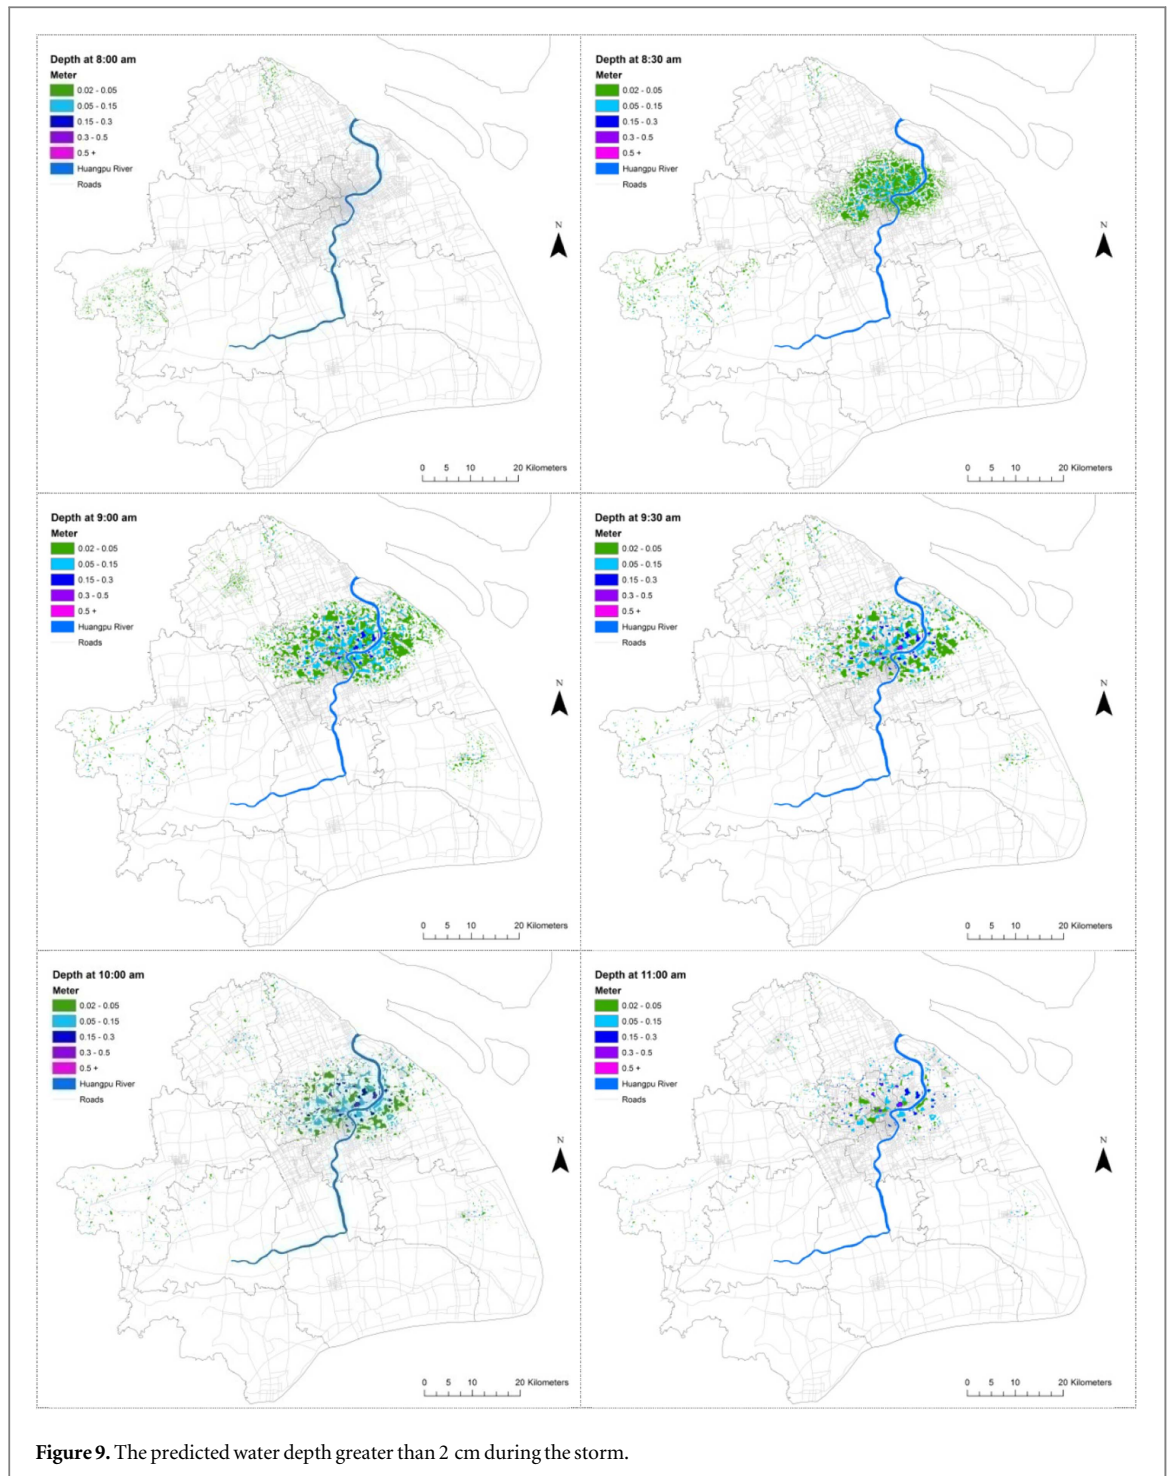 Depth at 8:00 am
Meter
0.02 - 0.05
0.05 - 0.15
0.15 - 0.3
0.3 - 0.5
0.5 +
Huangpu River
Roads
N
0 5 10 20 Kilometers
Depth at 8:30 am
Meter
0.02 - 0.05
0.05 - 0.15
0.15 - 0.3
0.3 - 0.5
0.5 +
Huangpu River
Roads
N
0 5 10 20 Kilometers
Depth at 9:00 am
Meter
0.02 - 0.05
0.05 - 0.15
0.15 - 0.3
0.3 - 0.5
0.5 +
Huangpu River
Roads
N
0 5 10 20 Kilometers
Depth at 9:30 am
Meter
0.02 - 0.05
0.05 - 0.15
0.15 - 0.3
0.3 - 0.5
0.5 +
Huangpu River
Roads
N
0 5 10 20 Kilometers
Depth at 10:00 am
Meter
0.02 - 0.05
0.05 - 0.15
0.15 - 0.3
0.3 - 0.5
0.5 +
Huangpu River
Roads
N
0 5 10 20 Kilometers
Depth at 11:00 am
Meter
0.02 - 0.05
0.05 - 0.15
0.15 - 0.3
0.3 - 0.5
0.5 +
Huangpu River
Roads
N
0 5 10 20 Kilometers
Figure 9. The predicted water depth greater than 2 cm during the storm.